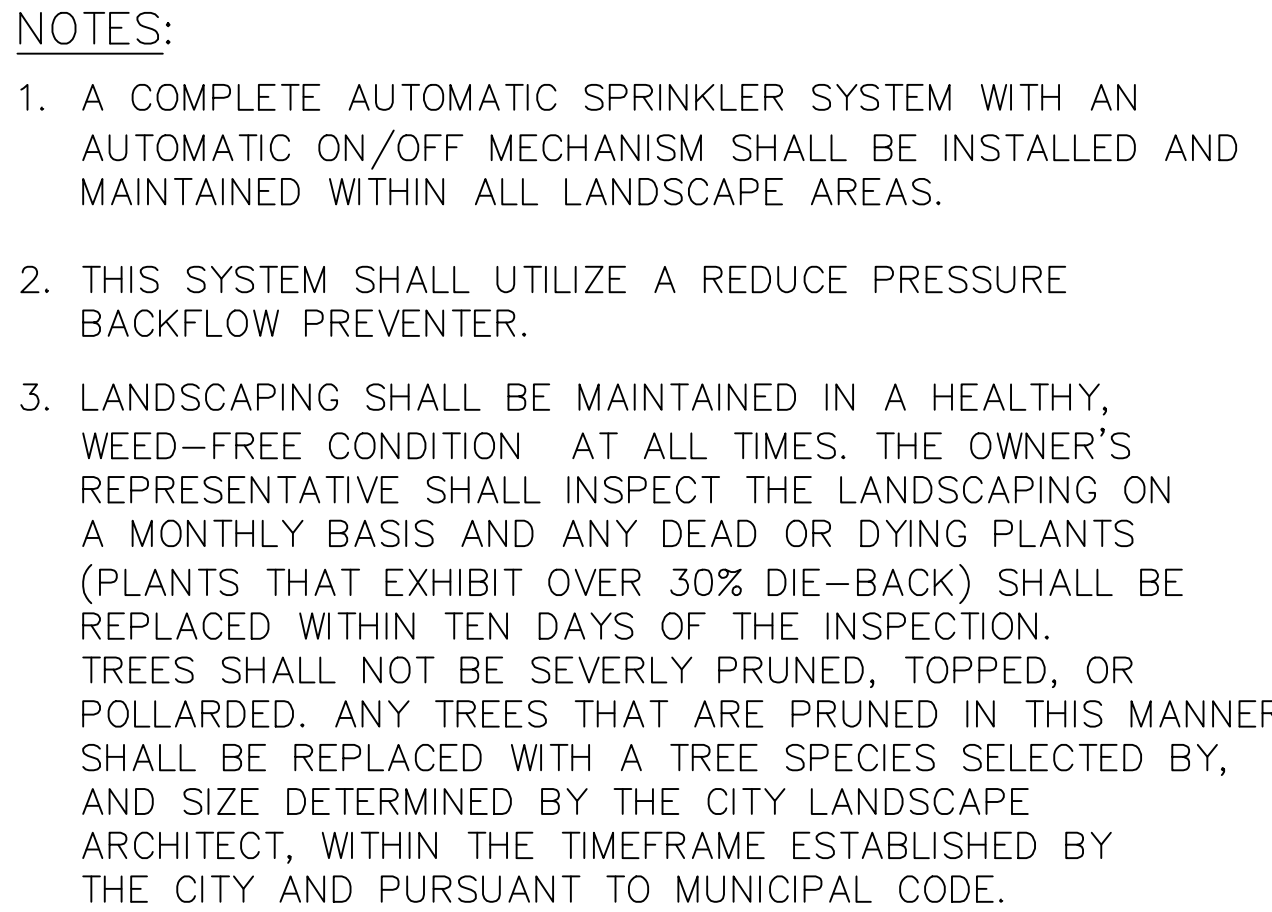 NOTES:
1. A COMPLETE AUTOMATIC SPRINKLER SYSTEM WITH AN
AUTOMATIC ON/OFF MECHANISM SHALL BE INSTALLED AND
MAINTAINED WITHIN ALL LANDSCAPE AREAS.
2. THIS SYSTEM SHALL UTILIZE A REDUCE PRESSURE
BACKFLOW PREVENTER.
3. LANDSCAPING SHALL BE MAINTAINED IN A HEALTHY,
WEED-FREE CONDITION AT ALL TIMES. THE OWNER'S
REPRESENTATIVE SHALL INSPECT THE LANDSCAPING ON
A MONTHLY BASIS AND ANY DEAD OR DYING PLANTS
(PLANTS THAT EXHIBIT OVER 30% DIE-BACK) SHALL BE
REPLACED WITHIN TEN DAYS OF THE INSPECTION.
TREES SHALL NOT BE SEVERLY PRUNED, TOPPED, OR
POLLARDED. ANY TREES THAT ARE PRUNED IN THIS MANNER
SHALL BE REPLACED WITH A TREE SPECIES SELECTED BY,
AND SIZE DETERMINED BY THE CITY LANDSCAPE
ARCHITECT, WITHIN THE TIMEFRAME ESTABLISHED BY
THE CITY AND PURSUANT TO MUNICIPAL CODE.